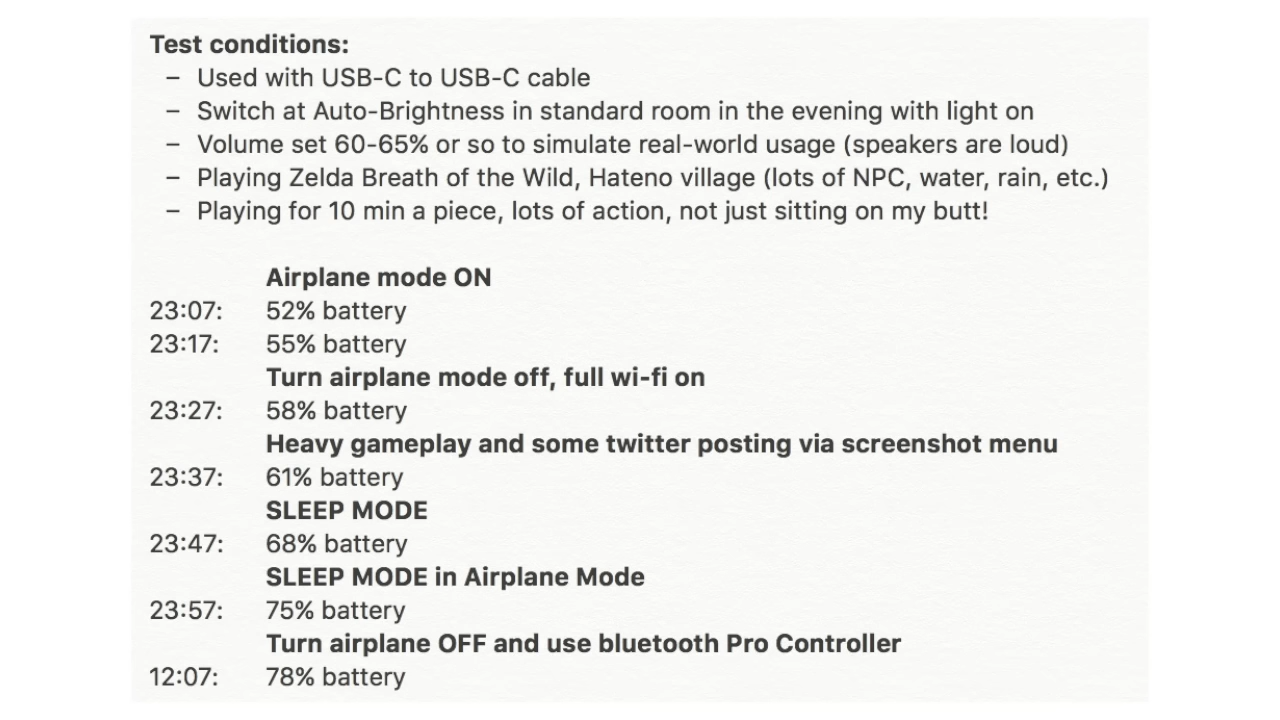 Test conditions:
– Used with USB-C to USB-C cable
– Switch at Auto-Brightness in standard room in the evening with light on
– Volume set 60-65% or so to simulate real-world usage (speakers are loud)
– Playing Zelda Breath of the Wild, Hateno village (lots of NPC, water, rain, etc.)
– Playing for 10 min a piece, lots of action, not just sitting on my butt!
Airplane mode ON
23:07: 52% battery
23:17: 55% battery
Turn airplane mode off, full wi-fi on
23:27: 58% battery
Heavy gameplay and some twitter posting via screenshot menu
23:37: 61% battery
SLEEP MODE
23:47: 68% battery
SLEEP MODE in Airplane Mode
23:57: 75% battery
Turn airplane OFF and use bluetooth Pro Controller
12:07: 78% battery